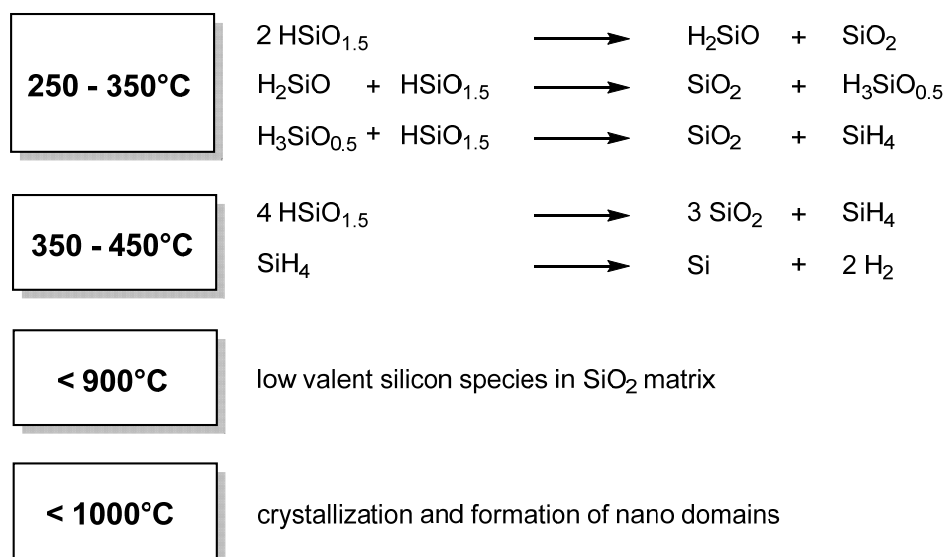 250 - 350°C
2 HSiO1.5 → H2SiO + SiO2
H2SiO + HSiO1.5 → SiO2 + H3SiO0.5
H3SiO0.5 + HSiO1.5 → SiO2 + SiH4
350 - 450°C
4 HSiO1.5 → 3 SiO2 + SiH4
SiH4 → Si + 2 H2
< 900°C
low valent silicon species in SiO2 matrix
< 1000°C
crystallization and formation of nano domains